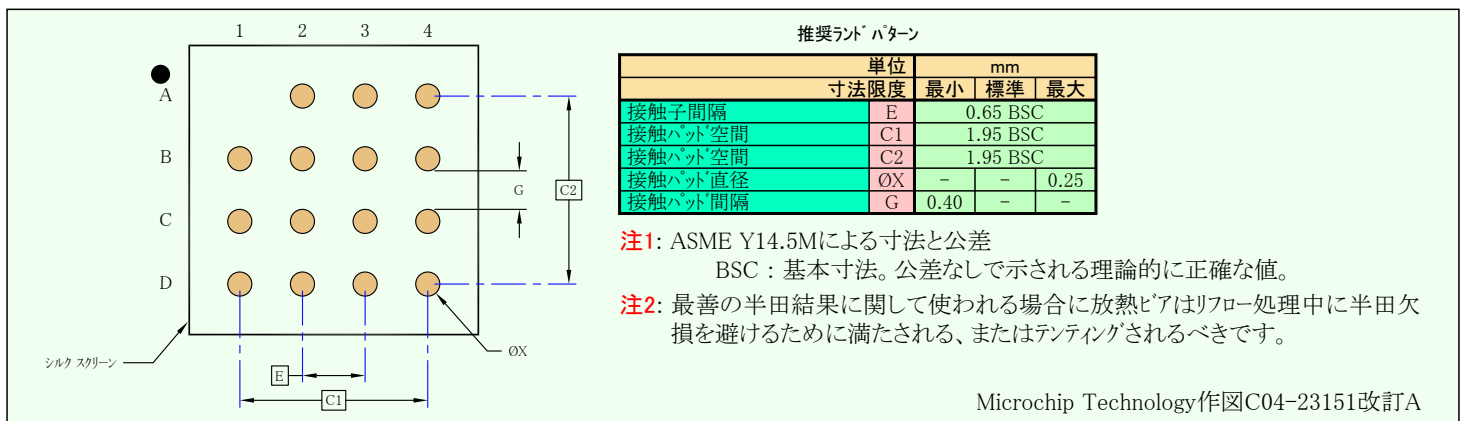 1 2 3 4
A
B
C
D
G
C2
シルク スクリーン
ØX
E
C1
推奨ランド パターン
単位 mm
寸法限度 最小 標準 最大
接触子間隔 E 0.65 BSC
接触パッド空間 C1 1.95 BSC
接触パッド空間 C2 1.95 BSC
接触パッド直径 ØX - - 0.25
接触パッド間隔 G 0.40 - -
注1: ASME Y14.5Mによる寸法と公差
BSC : 基本寸法。公差なしで示される理論的に正確な値。
注2: 最善の半田結果に関して使われる場合に放熱ビアはリフロー処理中に半田欠
損を避けるために満たされる、またはテンティングされるべきです。
Microchip Technology作図C04-23151改訂A